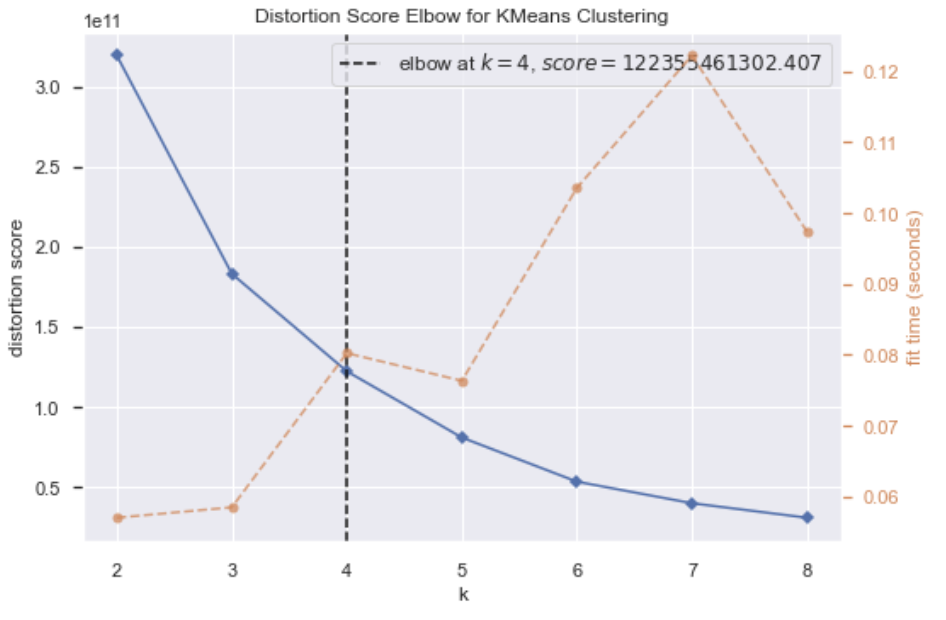 Distortion Score Elbow for KMeans Clustering
1e11
elbow at k = 4, score = 122355461302.407
3.0
2.5
2.0
1.5
1.0
0.5
distortion score
0.12
0.11
0.10
0.09
0.08
0.07
0.06
fit time (seconds)
2 3 4 5 6 7 8
k